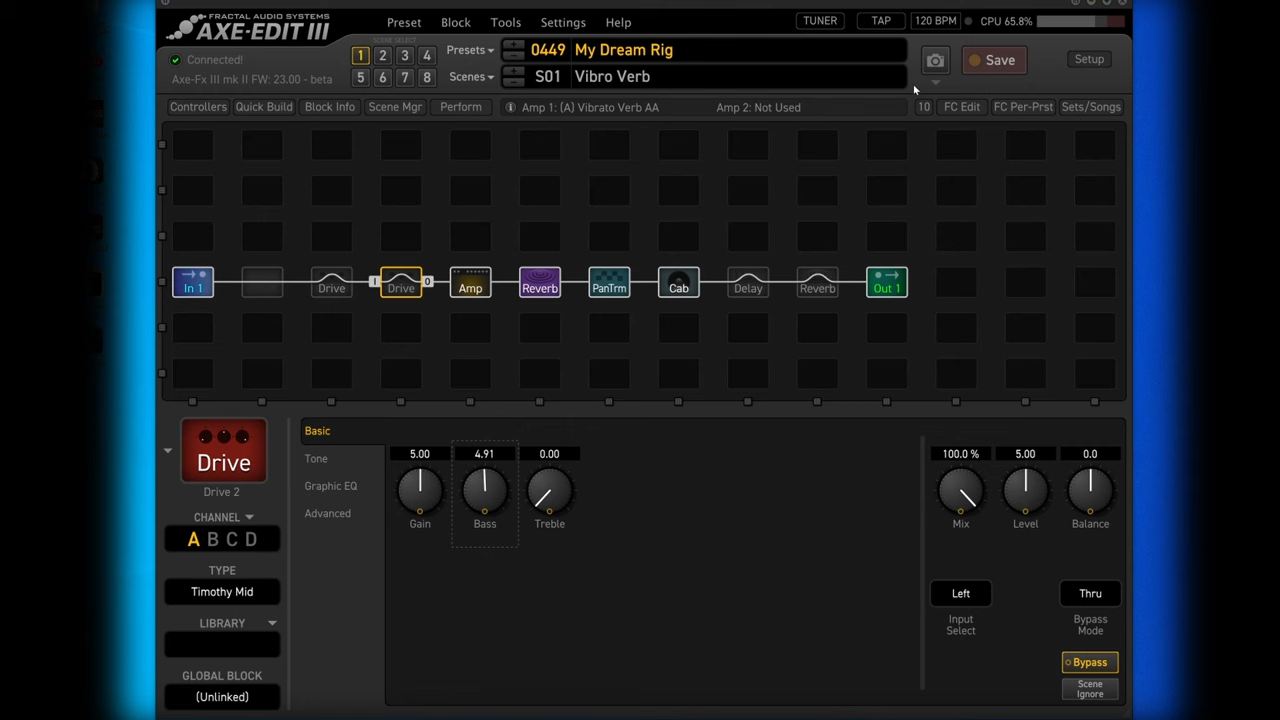 FRACTAL AUDIO SYSTEMS
AXE-EDIT III
Preset Block Tools Settings Help
TUNER TAP 120 BPM CPU 65.8%
Connected!
Axe-Fx III mk II FW: 23.00 - beta
SCENE SELECT
1 2 3 4
5 6 7 8
Presets 0449 My Dream Rig
Scenes S01 Vibro Verb
Save Setup
Controllers Quick Build Block Info Scene Mgr Perform Amp 1: (A) Vibrato Verb AA Amp 2: Not Used 10 FC Edit FC Per-Prst Sets/Songs
In 1 Drive I Drive O Amp Reverb PanTrm Cab Delay Reverb Out 1
Drive
Drive 2
CHANNEL
A B C D
TYPE
Timothy Mid
LIBRARY
GLOBAL BLOCK
(Unlinked)
Basic
Tone
Graphic EQ
Advanced
5.00 4.91 0.00
Gain Bass Treble
100.0 % 5.00 0.0
Mix Level Balance
Left Thru
Input Select
Bypass Mode
Bypass
Scene Ignore